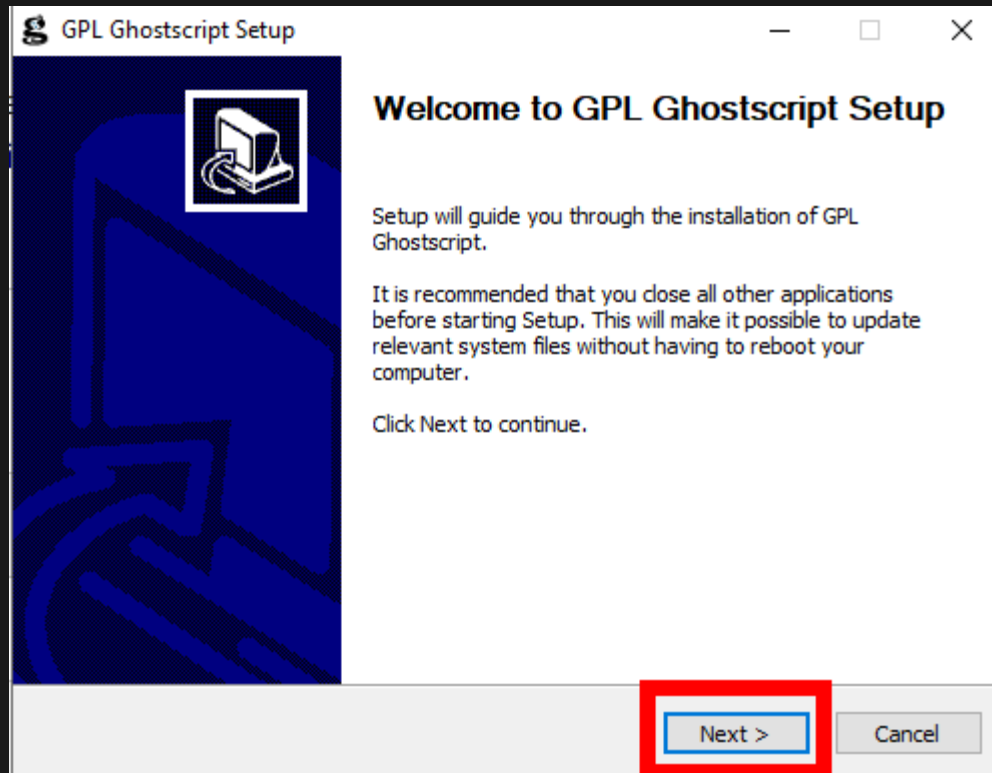 GPL Ghostscript Setup
Welcome to GPL Ghostscript Setup
Setup will guide you through the installation of GPL
Ghostscript.
It is recommended that you close all other applications
before starting Setup. This will make it possible to update
relevant system files without having to reboot your
computer.
Click Next to continue.
Next >
Cancel